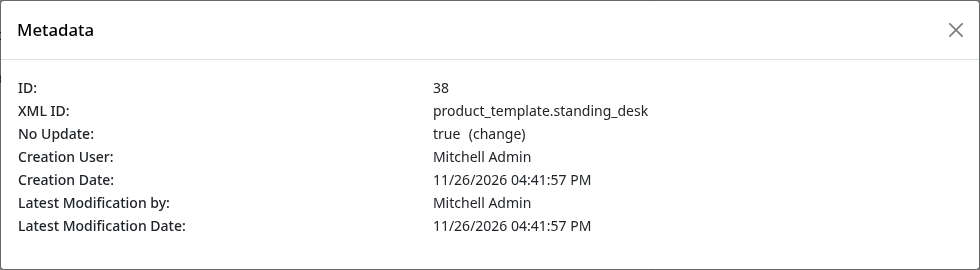 Metadata
ID: 38
XML ID: product_template.standing_desk
No Update: true (change)
Creation User: Mitchell Admin
Creation Date: 11/26/2026 04:41:57 PM
Latest Modification by: Mitchell Admin
Latest Modification Date: 11/26/2026 04:41:57 PM